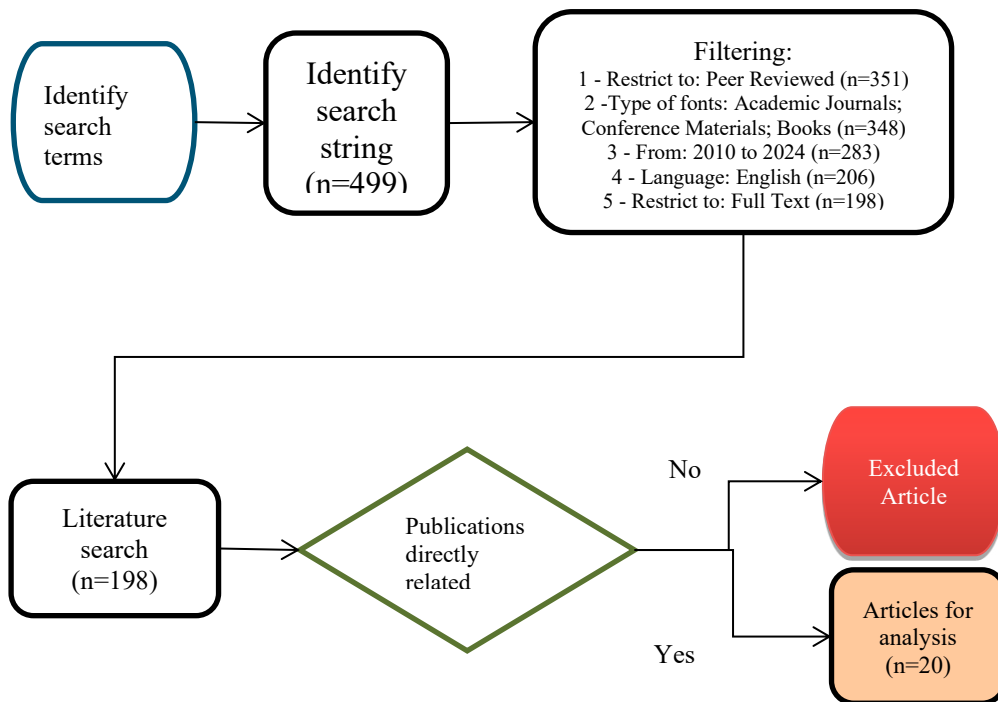 Identify
search
terms
Identify
search
string
(n=499)
Filtering:
1 - Restrict to: Peer Reviewed (n=351)
2 -Type of fonts: Academic Journals;
Conference Materials; Books (n=348)
3 - From: 2010 to 2024 (n=283)
4 - Language: English (n=206)
5 - Restrict to: Full Text (n=198)
Literature
search
(n=198)
Publications
directly
related
No
Excluded
Article
Yes
Articles for
analysis
(n=20)